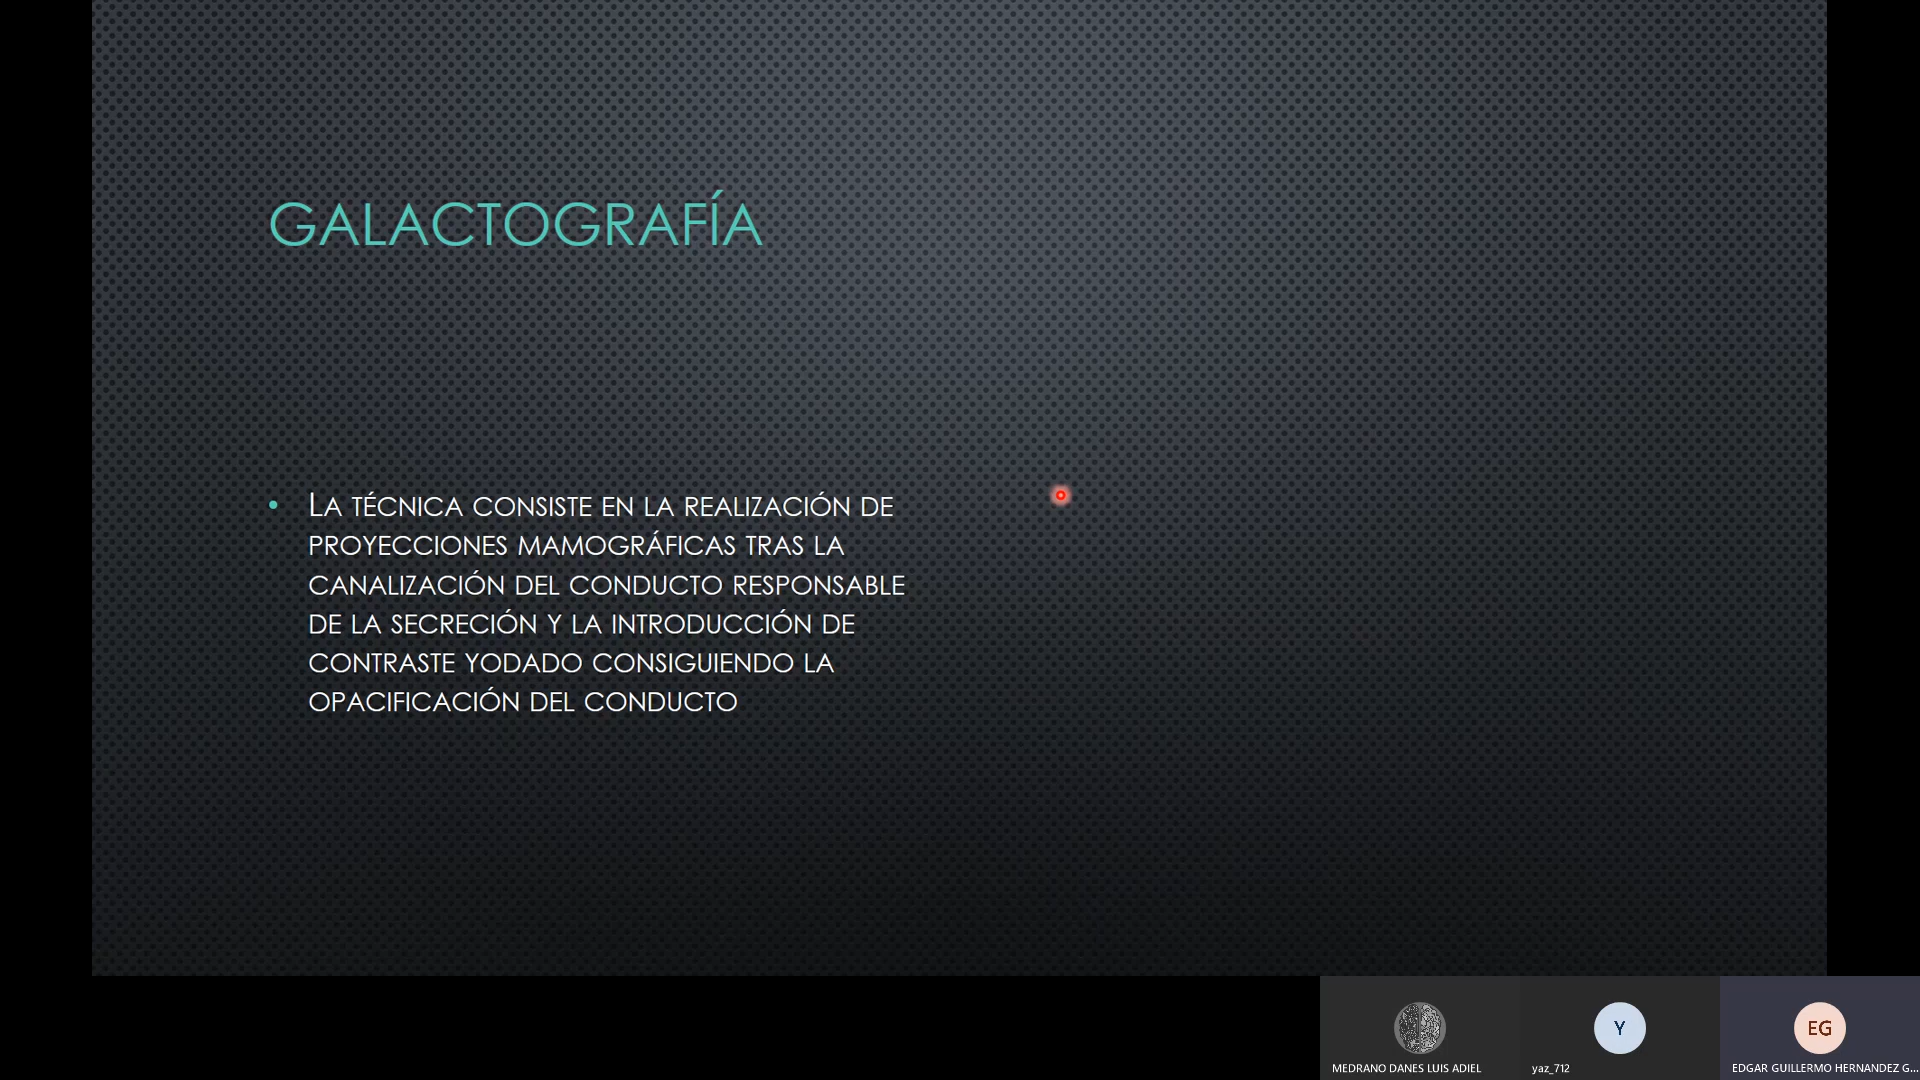 GALACTOGRAFÍA
• La técnica consiste en la realización de
proyecciones mamográficas tras la
canalización del conducto responsable
de la secreción y la introducción de
contraste yodado consiguiendo la
opacificación del conducto
Y
EG
MEDRANO DANES LUIS ADIEL
yaz_712
EDGAR GUILLERMO HERNANDEZ G...